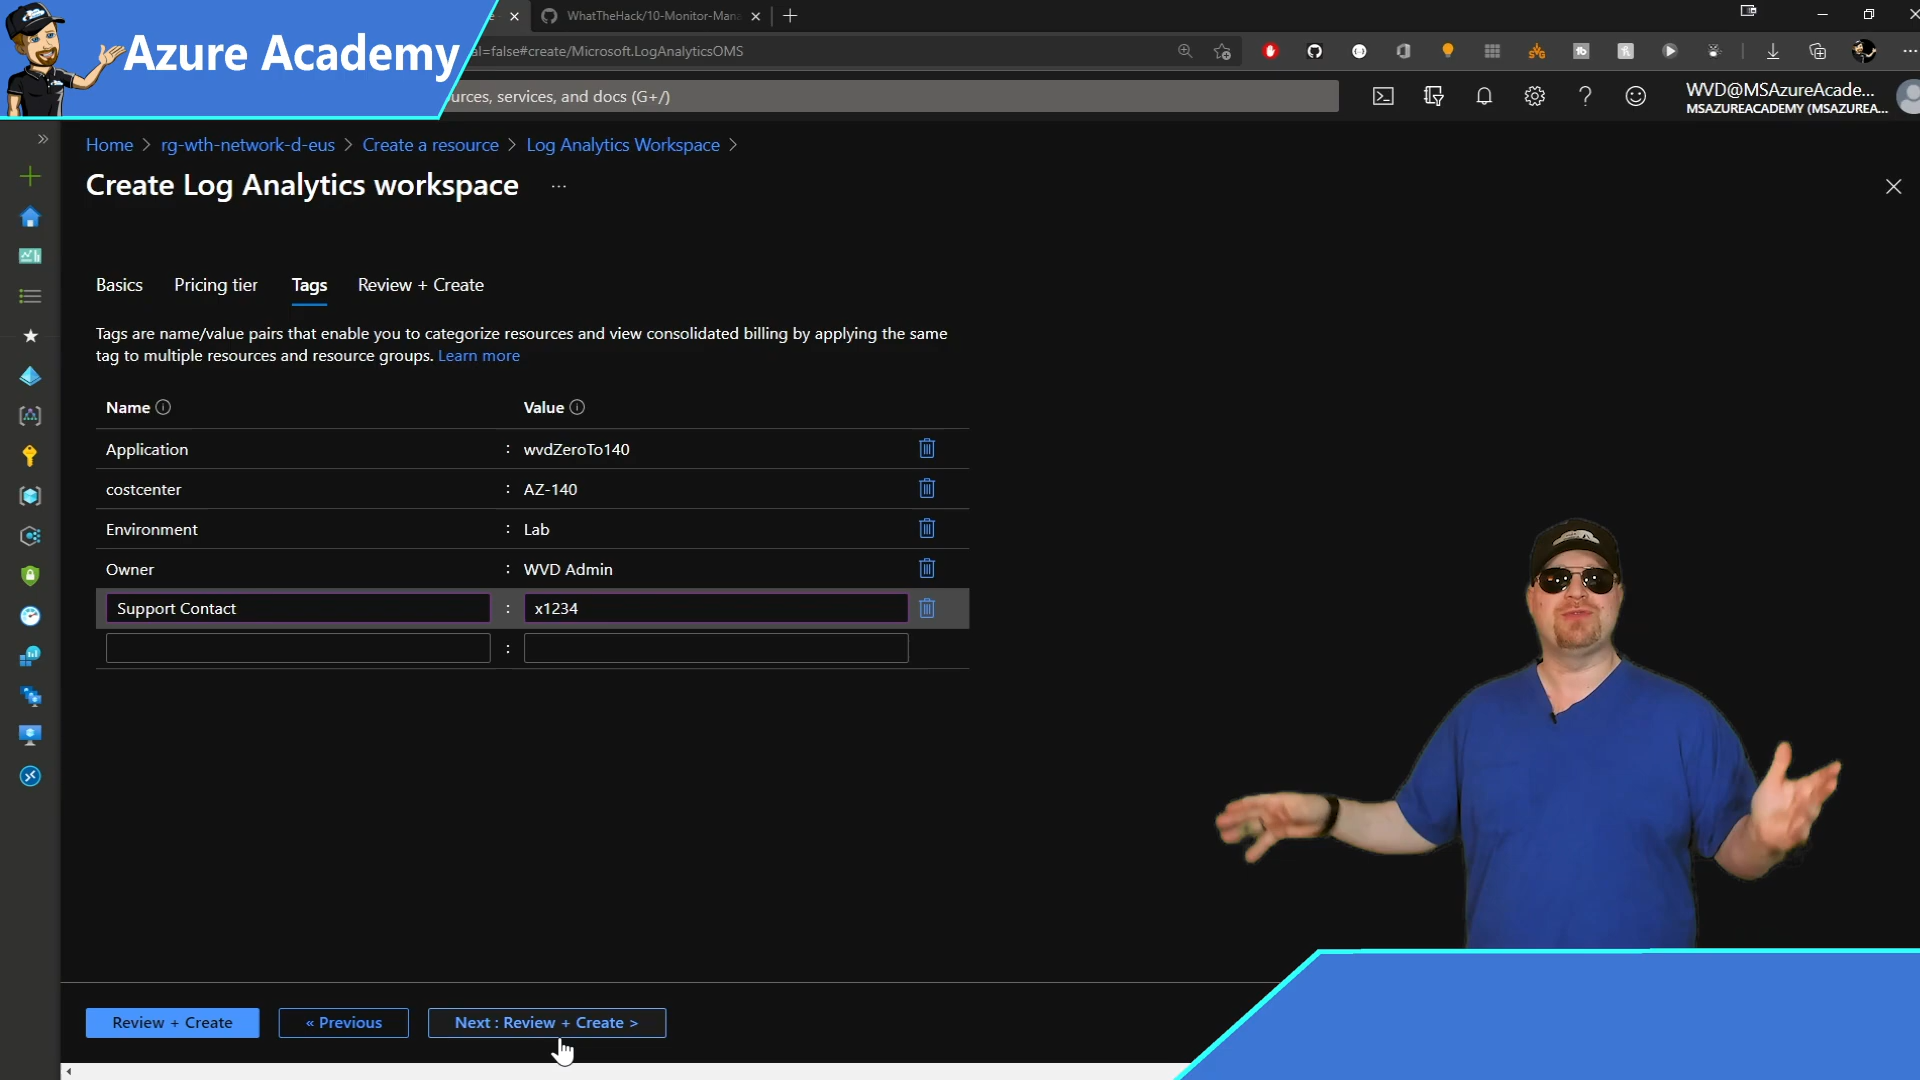 Azure Academy
WhatTheHack/10-Monitor-Man
al=false#create/Microsoft.LogAnalyticsOMS
urces, services, and docs (G+/)
WVD@MSAzureAcade...
MSAZUREACADEMY (MSAZUREA...
Home > rg-wth-network-d-eus > Create a resource > Log Analytics Workspace >
Create Log Analytics workspace ...
Basics Pricing tier Tags Review + Create
Tags are name/value pairs that enable you to categorize resources and view consolidated billing by applying the same
tag to multiple resources and resource groups. Learn more
Name Value
Application : wvdZeroTo140
costcenter : AZ-140
Environment : Lab
Owner : WVD Admin
Support Contact : x1234
:
Review + Create
« Previous
Next : Review + Create >